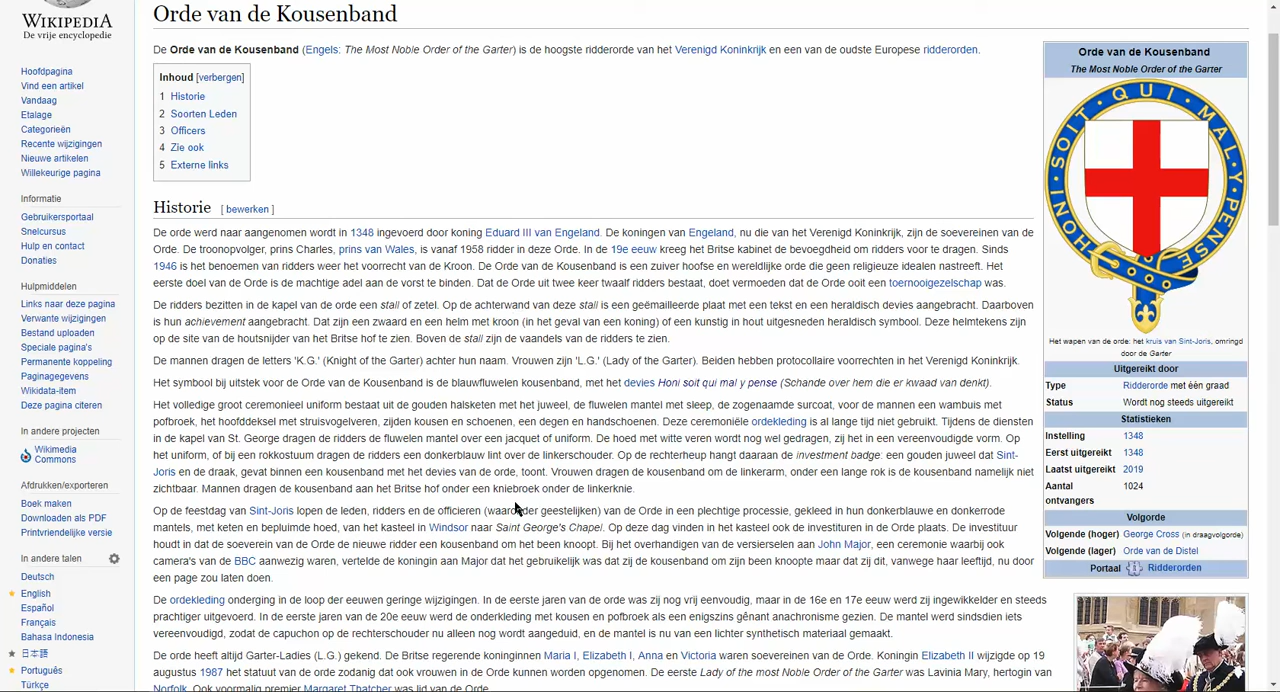 WIKIPEDIA
De vrije encyclopedie
Hoofdpagina
Vind een artikel
Vandaag
Etalage
Categorieën
Recente wijzigingen
Nieuwe artikelen
Willekeurige pagina
Informatie
Gebruikersportaal
Snelcursus
Hulp en contact
Donaties
Hulpmiddelen
Links naar deze pagina
Verwante wijzigingen
Bestand uploaden
Speciale pagina's
Permanente koppeling
Paginagegevens
Wikidata-item
Deze pagina citeren
In andere projecten
Wikimedia
Commons
Afdrukken/exporteren
Boek maken
Downloaden als PDF
Printvriendelijke versie
In andere talen
Deutsch
English
Español
Français
Bahasa Indonesia
日本語
Português
Türkçe
Orde van de Kousenband
De Orde van de Kousenband (Engels: The Most Noble Order of the Garter) is de hoogste ridderorde van het Verenigd Koninkrijk en een van de oudste Europese ridderorden.
Inhoud [verbergen]
1 Historie
2 Soorten Leden
3 Officers
4 Zie ook
5 Externe links
Historie [ bewerken ]
De orde werd naar aangenomen wordt in 1348 ingevoerd door koning Eduard III van Engeland. De koningen van Engeland, nu die van het Verenigd Koninkrijk, zijn de soevereinen van de
Orde. De troonopvolger, prins Charles, prins van Wales, is vanaf 1958 ridder in deze Orde. In de 19e eeuw kreeg het Britse kabinet de bevoegdheid om ridders voor te dragen. Sinds
1946 is het benoemen van ridders weer het voorrecht van de Kroon. De Orde van de Kousenband is een zuiver hoofse en wereldlijke orde die geen religieuze idealen nastreeft. Het
eerste doel van de Orde is de machtige adel aan de vorst te binden. Dat de Orde uit twee keer twaalf ridders bestaat, doet vermoeden dat de Orde ooit een toernooigezelschap was.
De ridders bezitten in de kapel van de orde een stall of zetel. Op de achterwand van deze stall is een geëmailleerde plaat met een tekst en een heraldisch devies aangebracht. Daarboven
is hun achievement aangebracht. Dat zijn een zwaard en een helm met kroon (in het geval van een koning) of een kunstig in hout uitgesneden heraldisch symbool. Deze helmtekens zijn
op de site van de houtsnijder van het Britse hof te zien. Boven de stall zijn de vaandels van de ridders te zien.
De mannen dragen de letters 'K.G.' (Knight of the Garter) achter hun naam. Vrouwen zijn 'L.G.' (Lady of the Garter). Beiden hebben protocollaire voorrechten in het Verenigd Koninkrijk.
Het symbool bij uitstek voor de Orde van de Kousenband is de blauwfluwelen kousenband, met het devies Honi soit qui mal y pense (Schande over hem die er kwaad van denkt).
Het volledige groot ceremonieel uniform bestaat uit de gouden halsketen met het juweel, de fluwelen mantel met sleep, de zogenaamde surcoat, voor de mannen een wambuis met
pofbroek, het hoofddeksel met struisvogelveren, zijden kousen en schoenen, een degen en handschoenen. Deze ceremoniële ordekleding is al lange tijd niet gebruikt. Tijdens de diensten
in de kapel van St. George dragen de ridders de fluwelen mantel over een jacquet of uniform. De hoed met witte veren wordt nog wel gedragen, zij het in een vereenvoudigde vorm. Op
het uniform, of bij een rokkostuum dragen de ridders een donkerblauw lint over de linkerschouder. Op de rechterheup hangt daaraan de investment badge: een gouden juweel dat Sint-
Joris en de draak, gevat binnen een kousenband met het devies van de orde, toont. Vrouwen dragen de kousenband om de linkerarm, onder een lange rok is de kousenband namelijk niet
zichtbaar. Mannen dragen de kousenband aan het Britse hof onder een kniebroek onder de linkerknie.
Op de feestdag van Sint-Joris lopen de leden, ridders en de officieren (waaronder geestelijken) van de Orde in een plechtige processie, gekleed in hun donkerblauwe en donkerrode
mantels, met keten en bepluimde hoed, van het kasteel in Windsor naar Saint George's Chapel. Op deze dag vinden in het kasteel ook de investituren in de Orde plaats. De investituur
houdt in dat de soeverein van de Orde de nieuwe ridder een kousenband om het been knoopt. Bij het overhandigen van de versierselen aan John Major, een ceremonie waarbij ook
camera's van de BBC aanwezig waren, vertelde de koningin aan Major dat het gebruikelijk was dat zij de kousenband om zijn been knoopte maar dat zij dit, vanwege haar leeftijd, nu door
een page zou laten doen.
De ordekleding onderging in de loop der eeuwen geringe wijzigingen. In de eerste jaren van de orde was zij nog vrij eenvoudig, maar in de 16e en 17e eeuw werd zij ingewikkelder en steeds
prachtiger uitgevoerd. In de eerste jaren van de 20e eeuw werd de onderkleding met kousen en pofbroek als een enigszins gênant anachronisme gezien. De mantel werd sindsdien iets
vereenvoudigd, zodat de capuchon op de rechterschouder nu alleen nog wordt aangeduid, en de mantel is nu van een lichter synthetisch materiaal gemaakt.
De orde heeft altijd Garter-Ladies (L.G.) gekend. De Britse regerende koninginnen Maria I, Elizabeth I, Anna en Victoria waren soevereinen van de Orde. Koningin Elizabeth II wijzigde op 19
augustus 1987 het statuut van de orde zodanig dat ook vrouwen in de Orde kunnen worden opgenomen. De eerste Lady of the most Noble Order of the Garter was Lavinia Mary, hertogin van
Norfolk. Ook voormalig premier Margaret Thatcher was lid van de Orde.
Orde van de Kousenband
The Most Noble Order of the Garter
HONI SOIT QUI MAL Y PENSE
Het wapen van de orde: het kruis van Sint-Joris, omringd
door de Garter
Uitgereikt door
Type Ridderorde met één graad
Status Wordt nog steeds uitgereikt
Statistieken
Instelling 1348
Eerst uitgereikt 1348
Laatst uitgereikt 2019
Aantal 1024
ontvangers
Volgorde
Volgende (hoger) George Cross (in draagvolgorde)
Volgende (lager) Orde van de Distel
Portaal Ridderorden